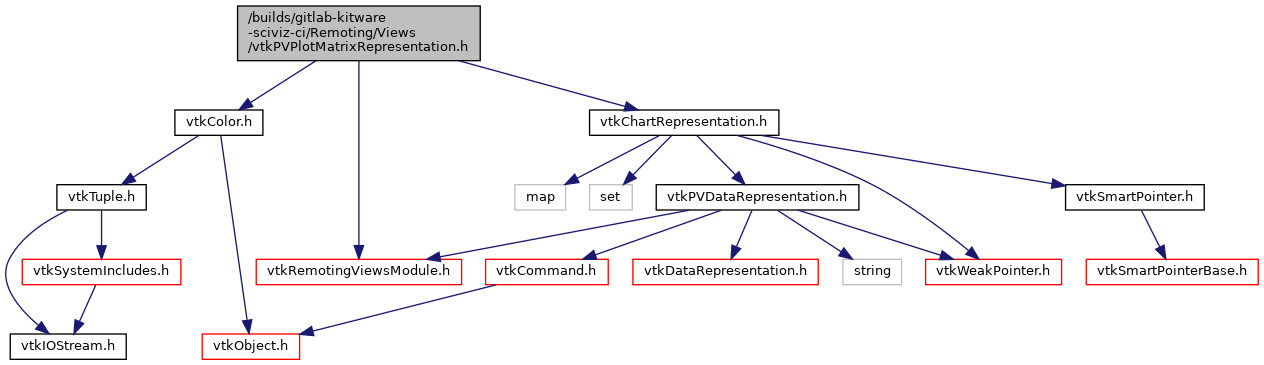 /builds/gitlab-kitware
-sciviz-ci/Remoting/Views
/vtkPVPlotMatrixRepresentation.h
vtkColor.h
vtkChartRepresentation.h
vtkTuple.h
map
set
vtkPVDataRepresentation.h
vtkSmartPointer.h
vtkSystemIncludes.h
vtkRemotingViewsModule.h
vtkCommand.h
vtkDataRepresentation.h
string
vtkWeakPointer.h
vtkSmartPointerBase.h
vtkIOStream.h
vtkObject.h